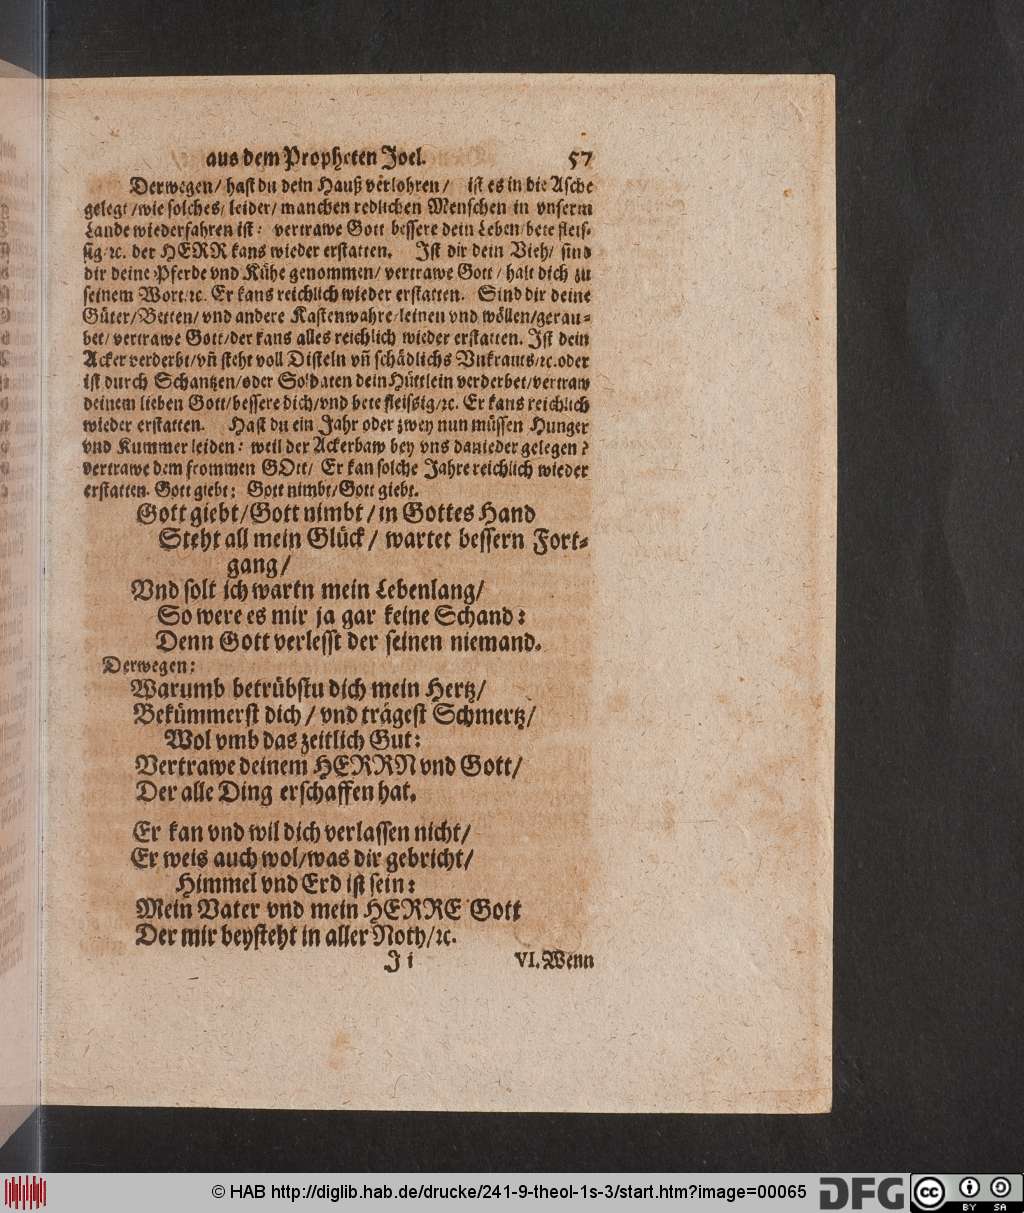 aus dem Propheten Joel. 57
Derwegen / hast du dein Hauß verlohren / ist es in die Asche
gelegt / wie solches / leider / manchen redlichen Menschen in vnserm
Lande wiederfahren ist: vertrawe Gott bessere dein Leben / bete fleis-
sig / ꝛc. der HERR kans wieder erstatten. Ist dir dein Vieh / sind
dir deine Pferde vnd Kühe genommen / vertrawe Gott / halt dich zu
seinem Wort / ꝛc. Er kans reichlich wieder erstatten. Sind dir deine
Güter / Betten / vnd andere Kastenwahre / leinen vnd wöllen / gerau-
bet / vertrawe Gott / der kans alles reichlich wieder erstatten. Ist dein
Acker verderbt / vñ steht voll Disteln vñ schädlichs Vnkrauts / ꝛc. oder
ist durch Schantzen / oder Soldaten dein Hüttlein verderbet / vertraw
deinem lieben Gott / bessere dich / vnd bete fleissig / ꝛc. Er kans reichlich
wieder erstatten. Hast du ein Jahr oder zwey nun müssen Hunger
vnd Kummer leiden: weil der Ackerbaw bey vns danieder gelegen?
vertrawe dem frommen GOtt / Er kan solche Jahre reichlich wieder
erstatten. Gott giebt: Gott nimbt / Gott giebt.
Gott giebt / Gott nimbt / in Gottes Hand
Steht all mein Glück / wartet bessern Fort-
gang /
Vnd solt ich wartn mein Lebenlang /
So were es mir ja gar keine Schand:
Denn Gott verlesst der seinen niemand.
Derwegen:
Warumb betrübstu dich mein Hertz /
Bekümmerst dich / vnd trägest Schmertz /
Wol vmb das zeitlich Gut:
Vertrawe deinem HERRN vnd Gott /
Der alle Ding erschaffen hat.
Er kan vnd wil dich verlassen nicht /
Er weis auch wol / was dir gebricht /
Himmel vnd Erd ist sein:
Mein Vater vnd mein HERRE Gott
Der mir beysteht in aller Noth / ꝛc.
J i VI. Wenn
© HAB http://diglib.hab.de/drucke/241-9-theol-1s-3/start.htm?image=00065 DFG cc BY SA